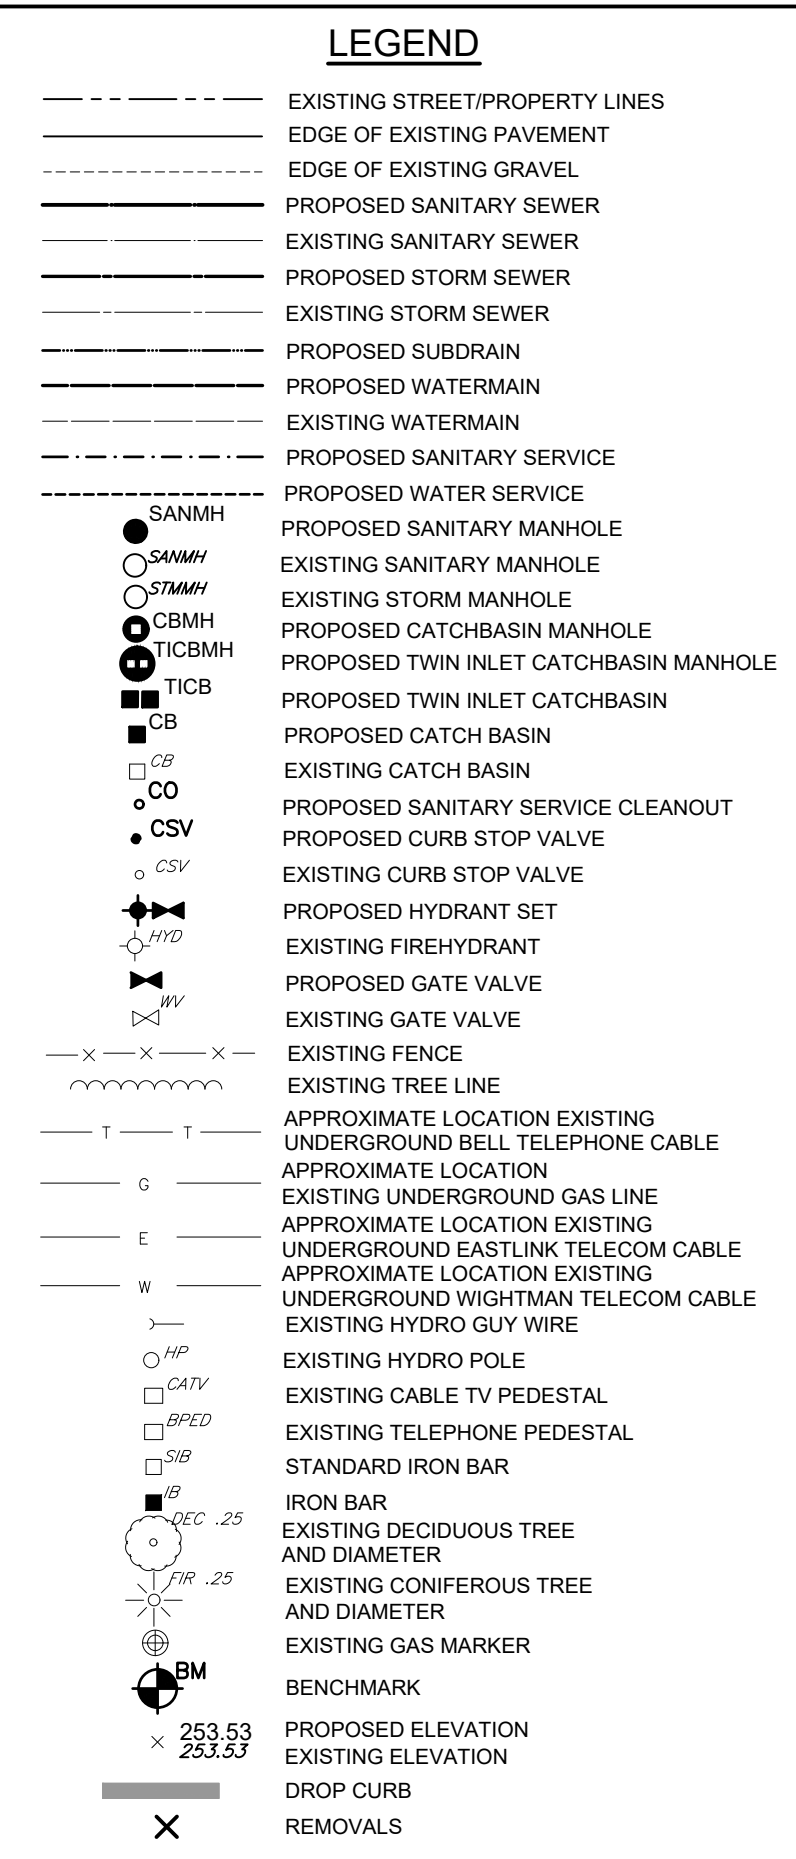 LEGEND
EXISTING STREET/PROPERTY LINES
EDGE OF EXISTING PAVEMENT
EDGE OF EXISTING GRAVEL
PROPOSED SANITARY SEWER
EXISTING SANITARY SEWER
PROPOSED STORM SEWER
EXISTING STORM SEWER
PROPOSED SUBDRAIN
PROPOSED WATERMAIN
EXISTING WATERMAIN
PROPOSED SANITARY SERVICE
PROPOSED WATER SERVICE
SANMH PROPOSED SANITARY MANHOLE
SANMH EXISTING SANITARY MANHOLE
STMMH EXISTING STORM MANHOLE
CBMH PROPOSED CATCHBASIN MANHOLE
TICBMH PROPOSED TWIN INLET CATCHBASIN MANHOLE
TICB PROPOSED TWIN INLET CATCHBASIN
CB PROPOSED CATCH BASIN
CB EXISTING CATCH BASIN
CO PROPOSED SANITARY SERVICE CLEANOUT
CSV PROPOSED CURB STOP VALVE
CSV EXISTING CURB STOP VALVE
PROPOSED HYDRANT SET
HYD EXISTING FIREHYDRANT
PROPOSED GATE VALVE
WV EXISTING GATE VALVE
EXISTING FENCE
EXISTING TREE LINE
APPROXIMATE LOCATION EXISTING
T T UNDERGROUND BELL TELEPHONE CABLE
APPROXIMATE LOCATION
G EXISTING UNDERGROUND GAS LINE
APPROXIMATE LOCATION EXISTING
E UNDERGROUND EASTLINK TELECOM CABLE
APPROXIMATE LOCATION EXISTING
W UNDERGROUND WIGHTMAN TELECOM CABLE
EXISTING HYDRO GUY WIRE
HP EXISTING HYDRO POLE
CATV EXISTING CABLE TV PEDESTAL
BPED EXISTING TELEPHONE PEDESTAL
SIB STANDARD IRON BAR
IB IRON BAR
DEC .25 EXISTING DECIDUOUS TREE
AND DIAMETER
FIR .25 EXISTING CONIFEROUS TREE
AND DIAMETER
EXISTING GAS MARKER
BM BENCHMARK
253.53 PROPOSED ELEVATION
253.53 EXISTING ELEVATION
DROP CURB
REMOVALS